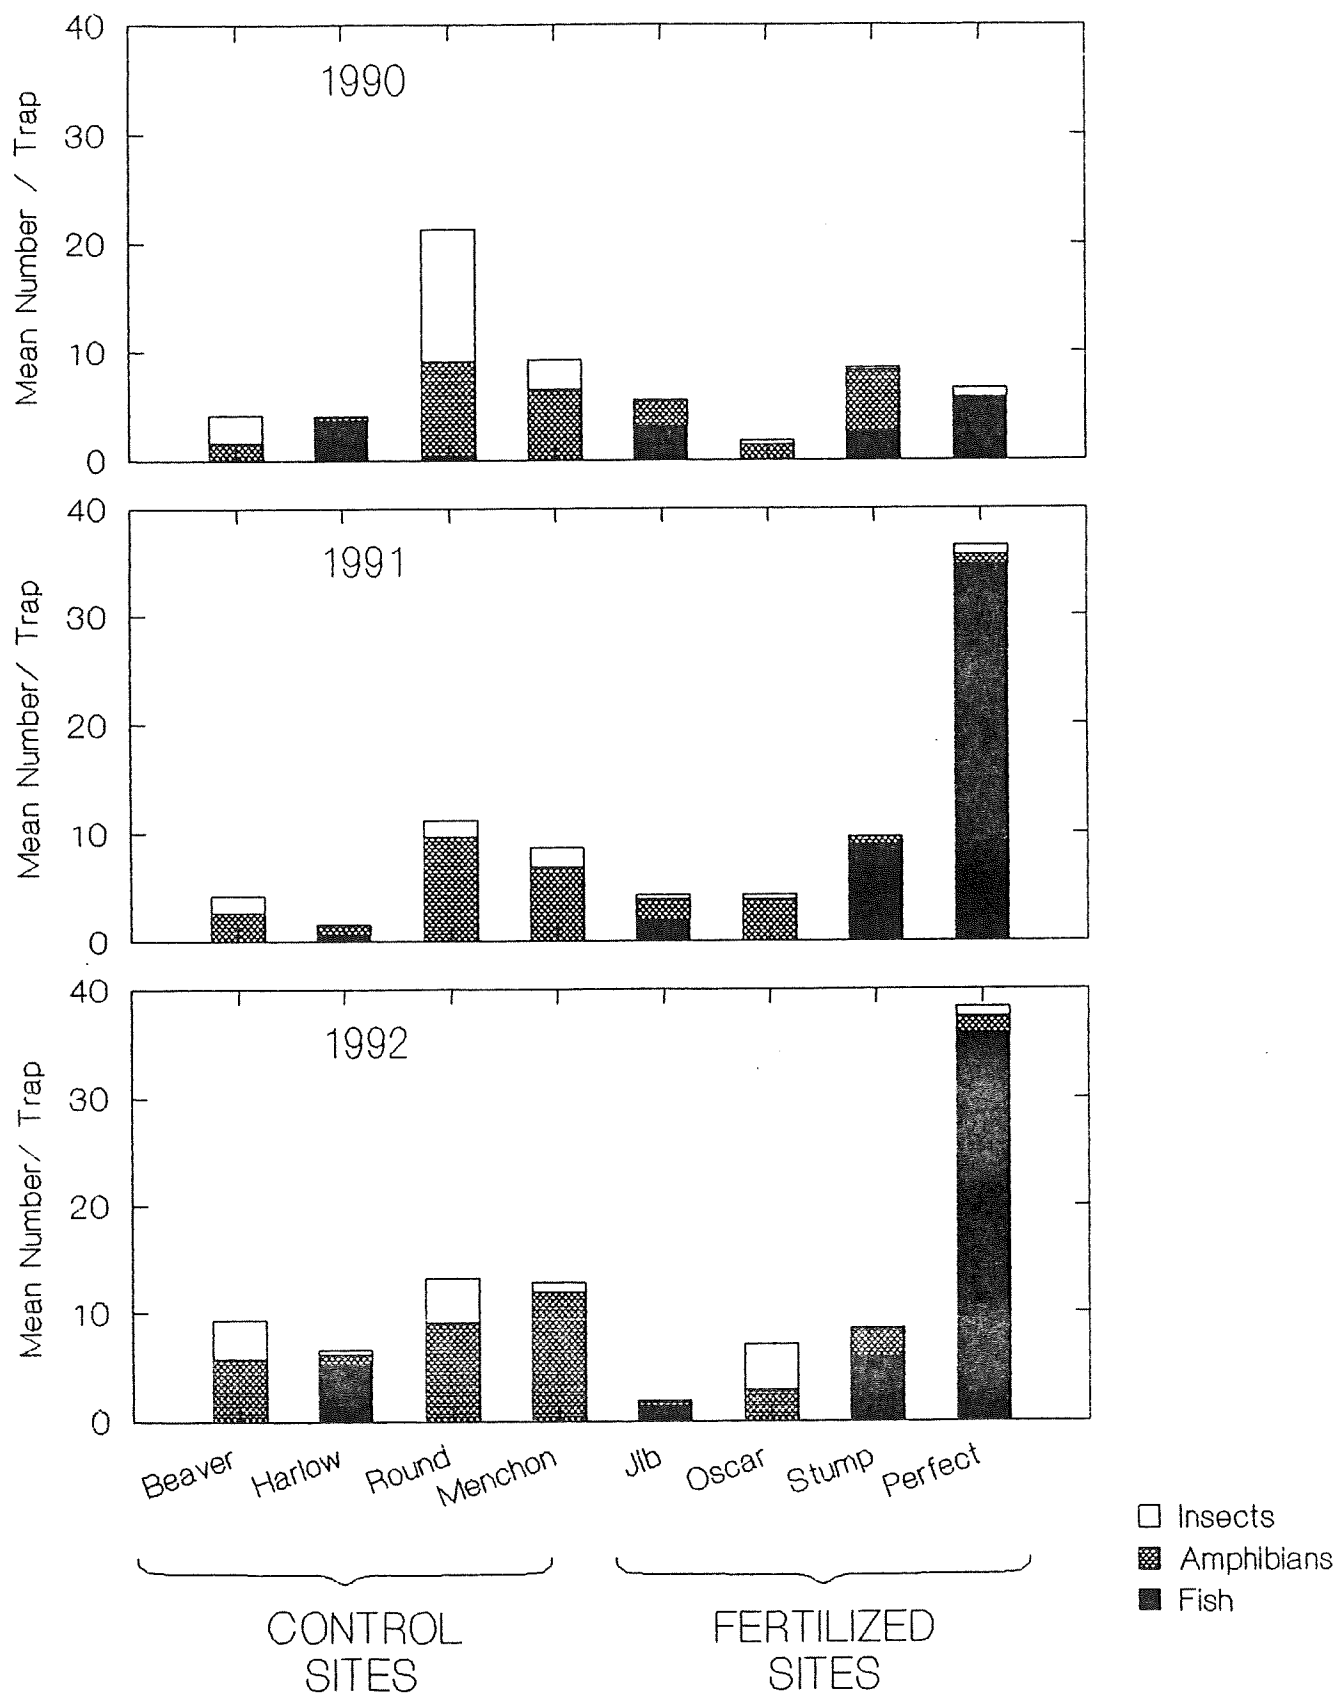 40
1990
30
20
10
0
Mean Number / Trap
40
1991
30
20
10
0
Mean Number/ Trap
40
1992
30
20
10
0
Mean Number/ Trap
Beaver Harlow Round Menchon Jib Oscar Stump Perfect
Insects
Amphibians
Fish
CONTROL SITES
FERTILIZED SITES